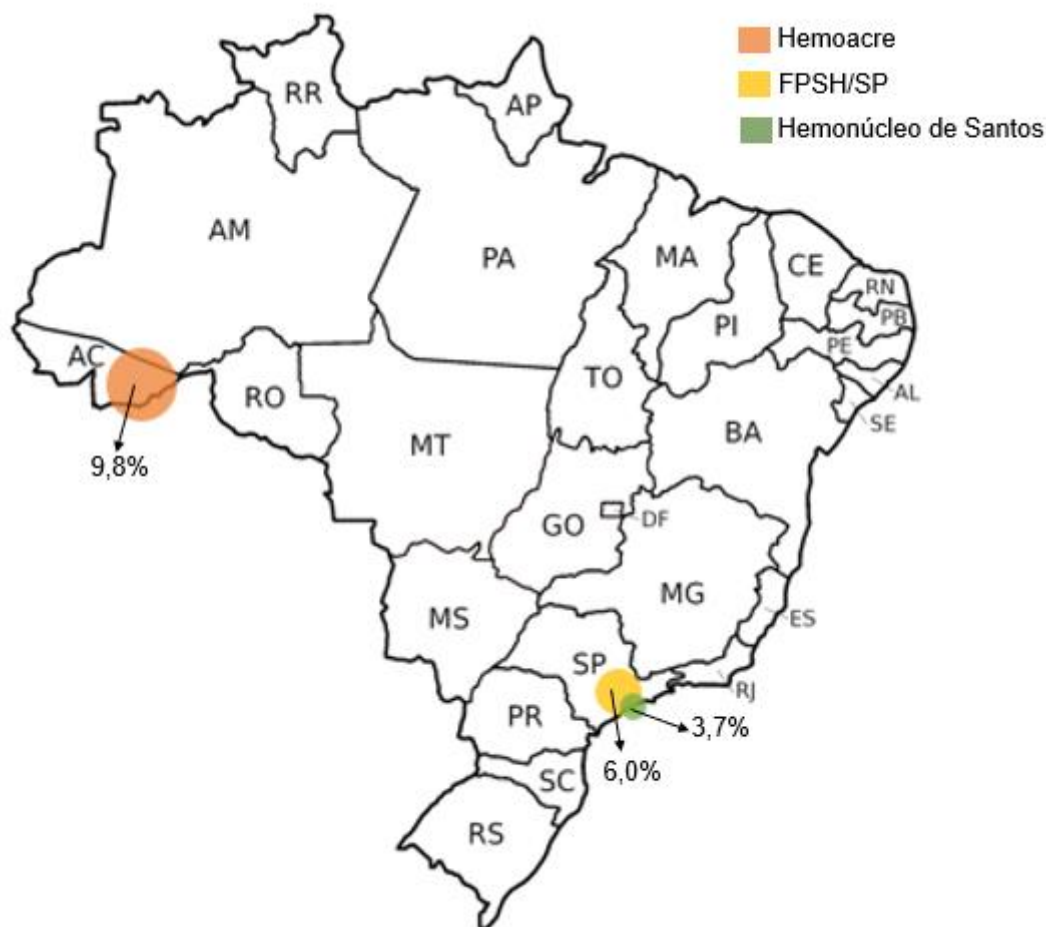 Hemoacre
FPSH/SP
Hemonúcleo de Santos
RR
AP
AM
PA
MA
CE
RN
PB
PI
PE
AC
TO
AL
RO
SE
BA
MT
9,8%
GO
DF
MS
MG
ES
SP
RJ
PR
3,7%
6,0%
SC
RS